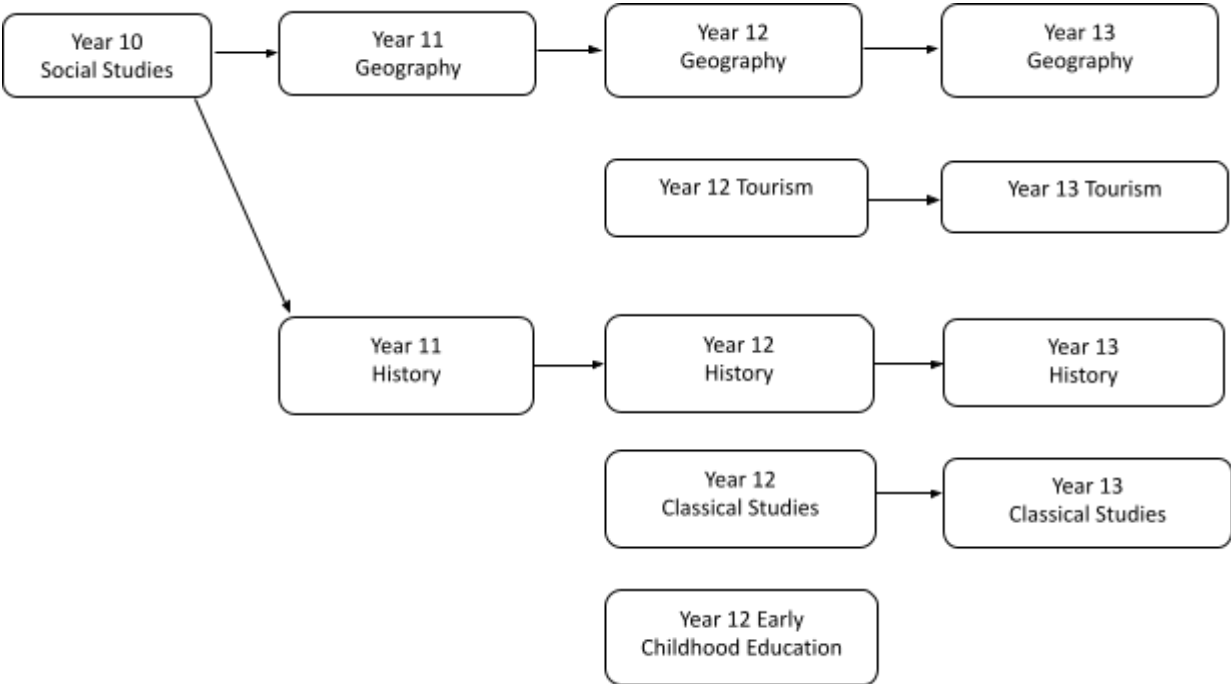 Year 10
Social Studies
Year 11
Geography
Year 12
Geography
Year 13
Geography
Year 12 Tourism
Year 13 Tourism
Year 11
History
Year 12
History
Year 13
History
Year 12
Classical Studies
Year 13
Classical Studies
Year 12 Early
Childhood Education